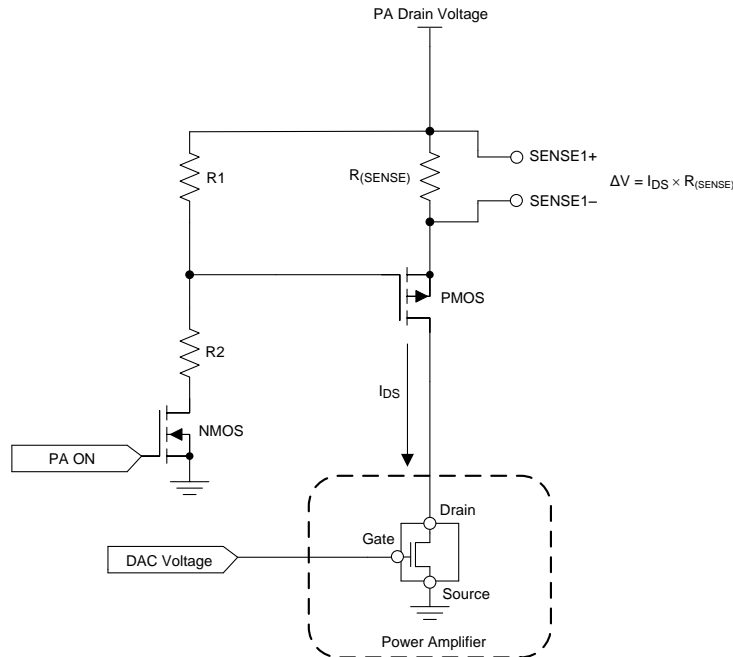 PA Drain Voltage
R1
R(SENSE)
SENSE1+
ΔV = IDS × R(SENSE)
SENSE1–
PMOS
R2
IDS
NMOS
PA ON
Drain
Gate
DAC Voltage
Source
Power Amplifier